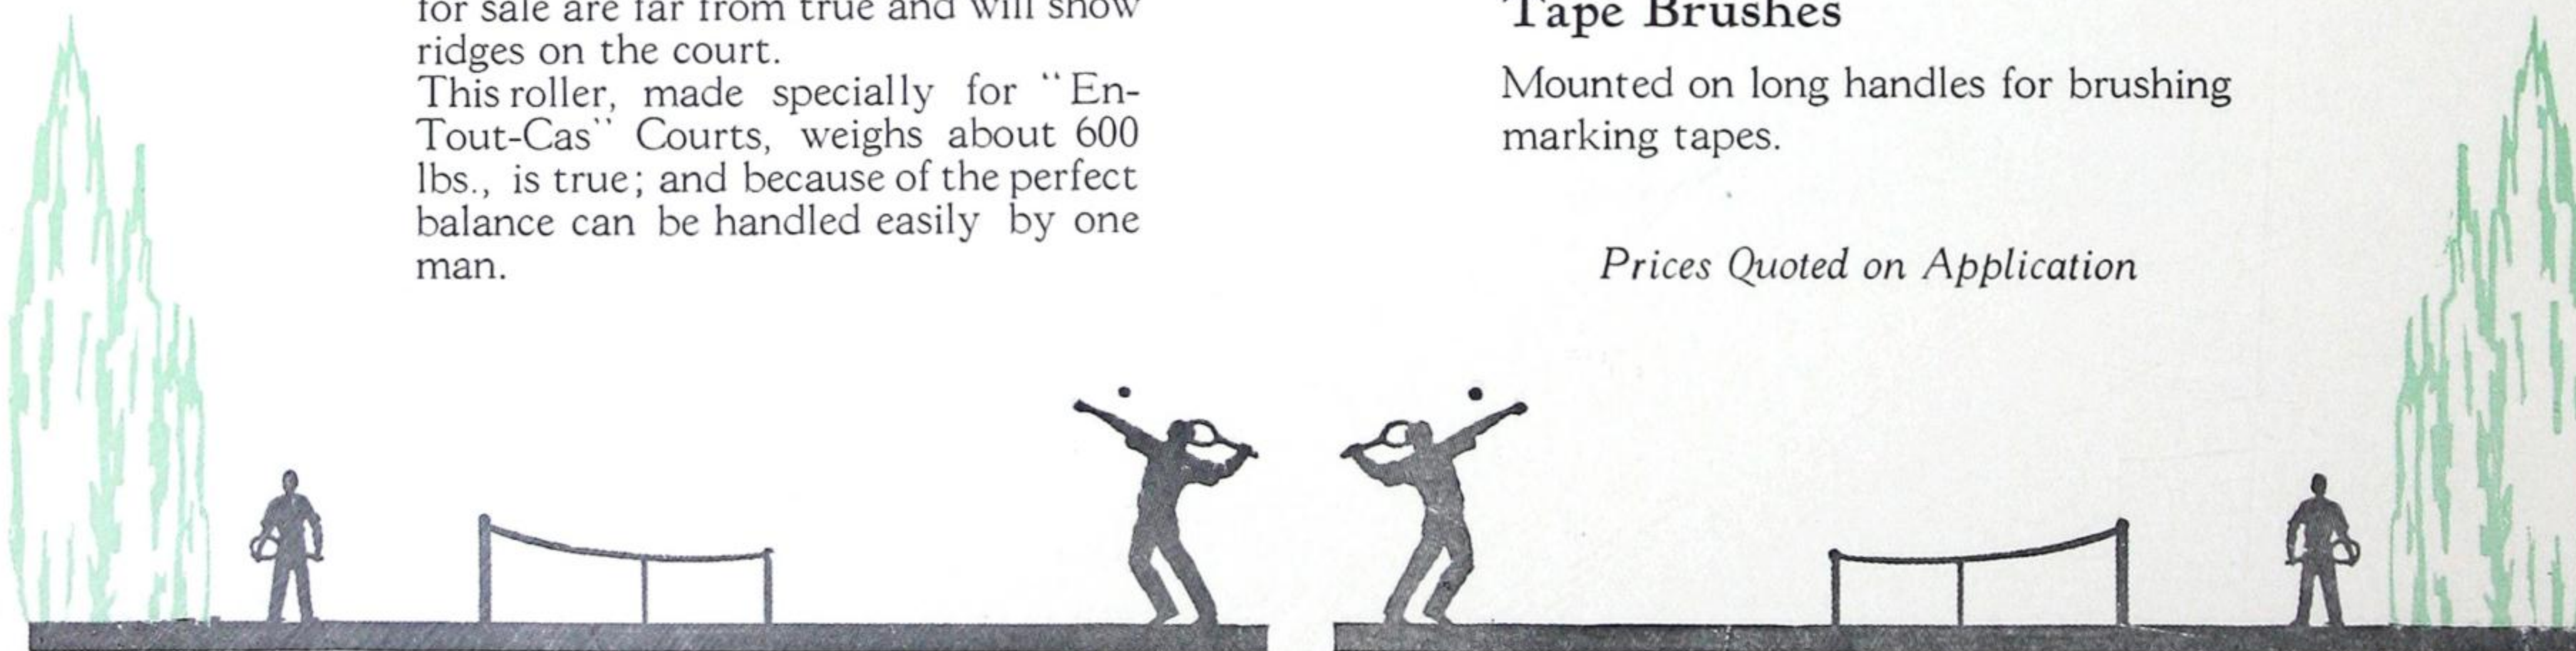 for sale are far from true and will show
ridges on the court.
This roller, made specially for "En-
Tout-Cas" Courts, weighs about 600
lbs., is true; and because of the perfect
balance can be handled easily by one
man.
Tape Brushes
Mounted on long handles for brushing
marking tapes.
Prices Quoted on Application